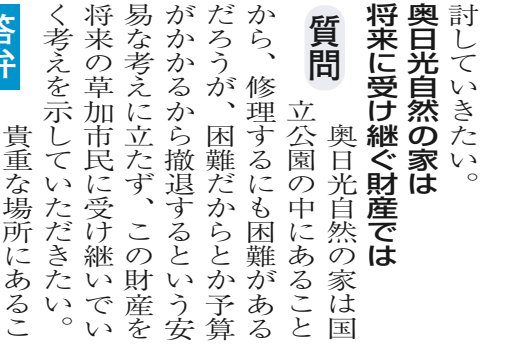 討していきたい。
奥日光自然の家は
将来に受け継ぐ財産では
質問
奥日光自然の家は国
立公園の中にあること
から、修理するにも困難がある
だろうが、困難だからとか予算
がかかるから撤退するという安
易な考えに立たず、この財産を
将来の草加市民に受け継いでい
く考えを示していただきたい。
答弁
貴重な場所にあるこ